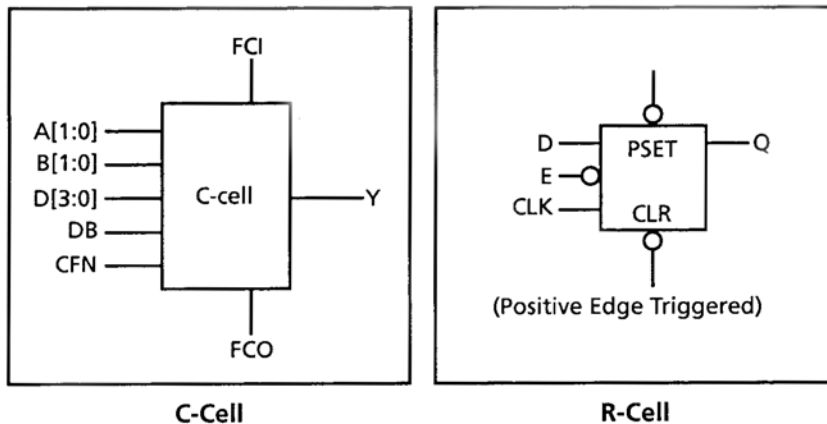 FCI
A[1:0]
B[1:0]
D[3:0]
DB
CFN
C-cell
Y
FCO
C-Cell
D
E
CLK
PSET
CLR
Q
(Positive Edge Triggered)
R-Cell